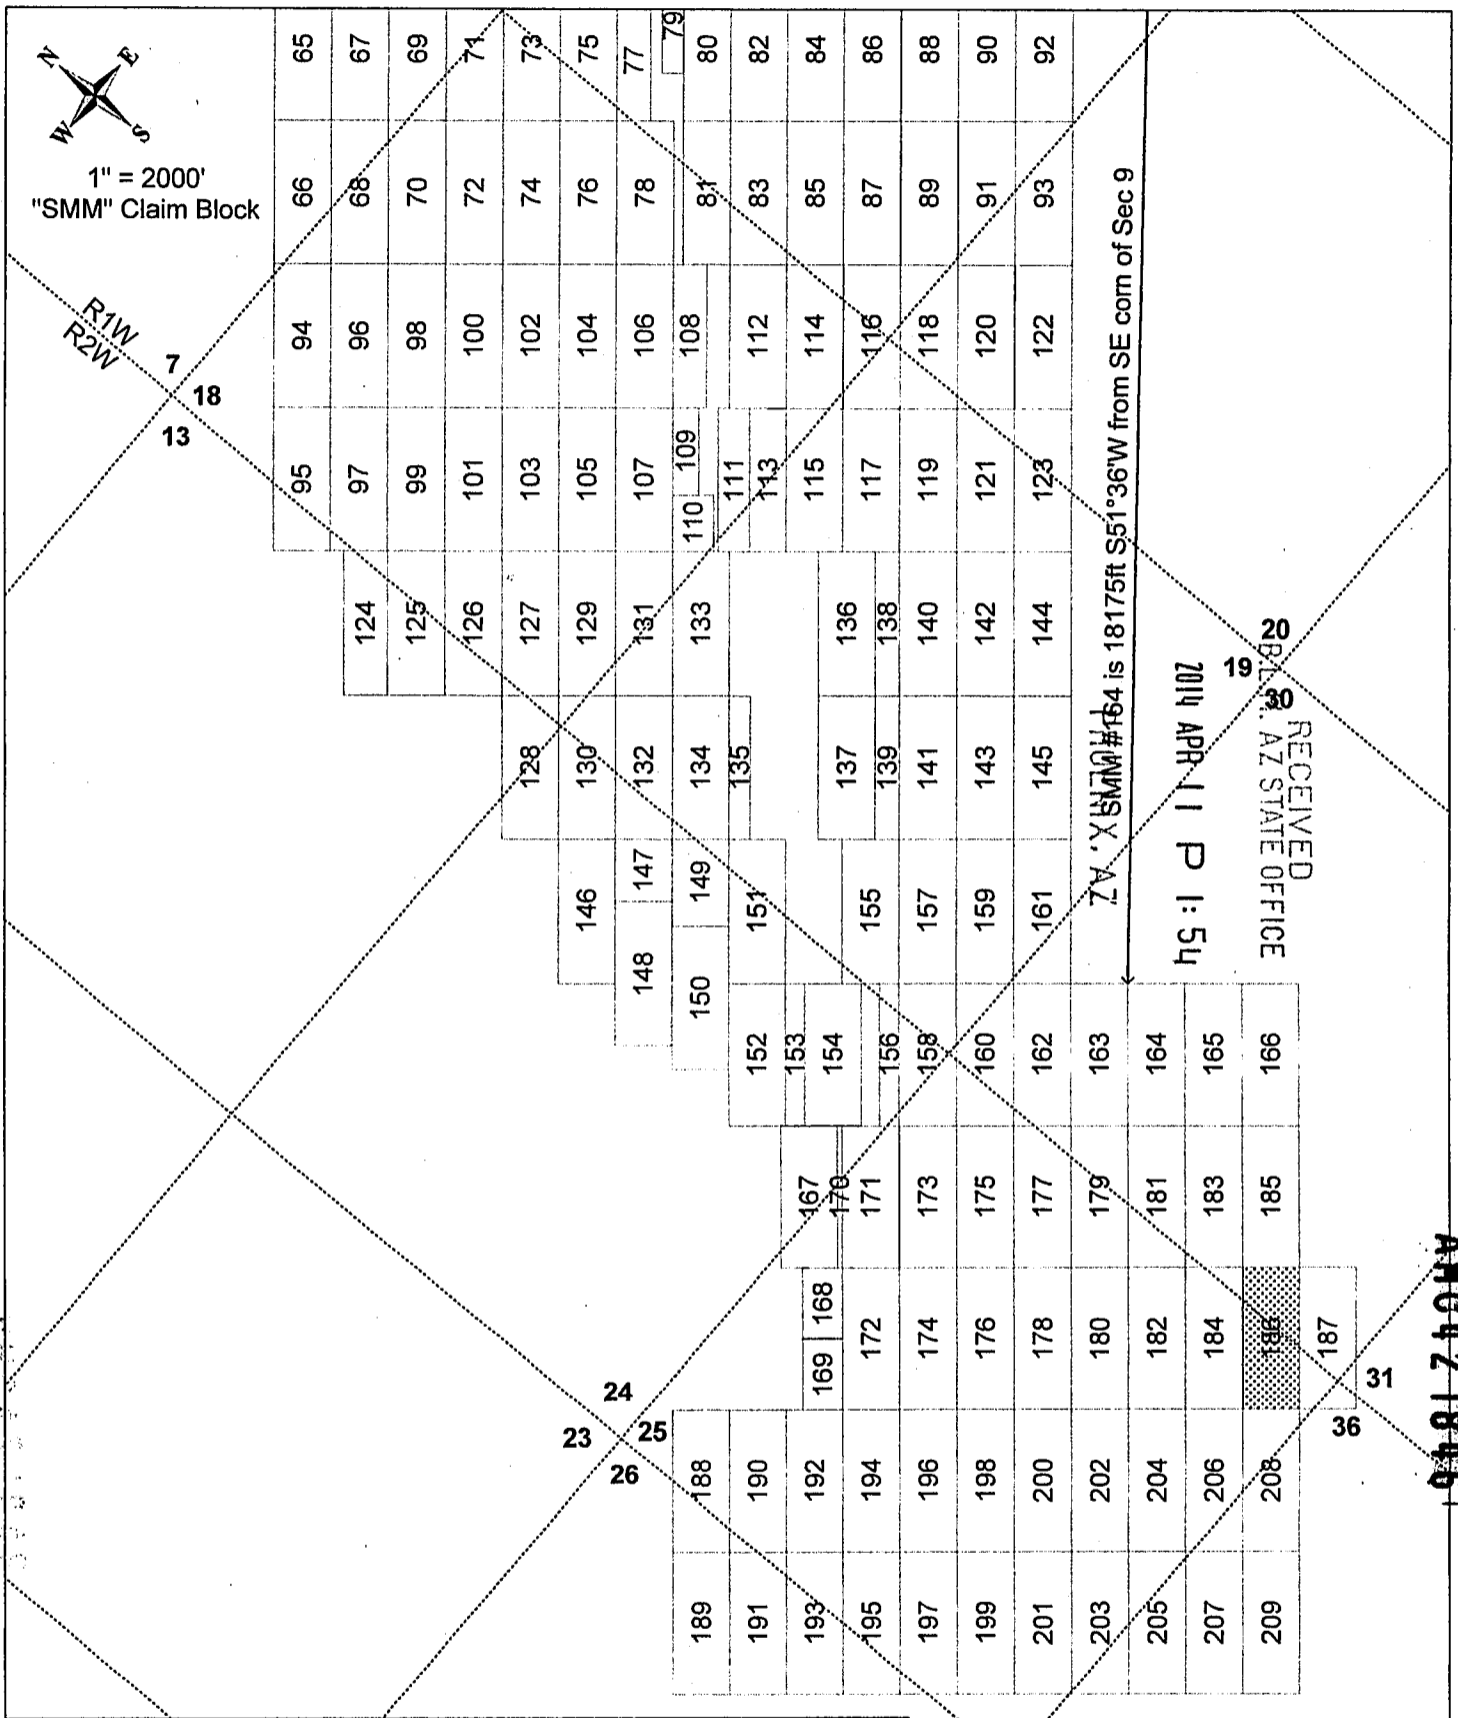 N E
W S
1" = 2000'
"SMM" Claim Block
65 67 69 71 73 75 77 79 80 82 84 86 88 90 92
66 68 70 72 74 76 78 81 83 85 87 89 91 93
R1W
R2W
7
18
13
94 96 98 100 102 104 106 108 112 114 116 118 120 122
95 97 99 101 103 105 107 109 110 111 113 115 117 119 121 123
124 125 126 127 129 131 133 136 138 140 142 144
128 130 132 134 135 137 139 141 143 145
146 147 148 149 150 151 155 157 159 161
152 153 154 156 158 160 162 163 164 165 166
167 170 171 173 175 177 179 181 183 185
168 169 172 174 176 178 180 182 184 186 187
188 190 192 194 196 198 200 202 204 206 208
189 191 193 195 197 199 201 203 205 207 209
SMM #164 is 18175ft S51°36'W from SE corn of Sec 9
20
19
30
24
23
25
26
31
36
RECEIVED
B.L.M. AZ STATE OFFICE
2014 APR 11 P 1:54
PHOENIX, AZ
AMC421846